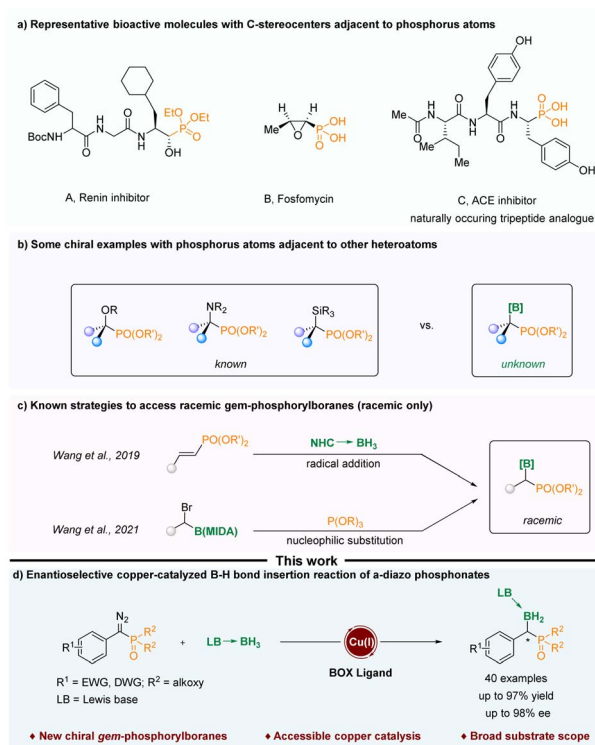 a) Representative bioactive molecules with C-stereocenters adjacent to phosphorus atoms
EtO OEt
P
O
BocHN
O
H
N
O
N
H
OH
A, Renin inhibitor
H H
Me
O
O
P OH
OH
B, Fosfomycin
OH
Me
O
H
N
Me Me
O
N
H
O
H
N
O
P OH
OH
OH
C, ACE inhibitor
naturally occuring tripeptide analogue
b) Some chiral examples with phosphorus atoms adjacent to other heteroatoms
OR
PO(OR')2
NR2
PO(OR')2
SiR3
PO(OR')2
known
vs.
[B]
PO(OR')2
unknown
c) Known strategies to access racemic gem-phosphorylboranes (racemic only)
Wang et al., 2019
PO(OR')2
NHC BH3
radical addition
Wang et al., 2021
Br
B(MIDA)
P(OR)3
nucleophilic substitution
[B]
PO(OR')2
racemic
This work
d) Enantioselective copper-catalyzed B-H bond insertion reaction of a-diazo phosphonates
N2
R1
P
O
R2
R2
+
LB BH3
Cu(I)
BOX Ligand
LB
BH2
*
R1
P
O
R2
R2
R1 = EWG, DWG; R2 = alkoxy
LB = Lewis base
40 examples
up to 97% yield
up to 98% ee
♦ New chiral gem-phosphorylboranes ♦ Accessible copper catalysis ♦ Broad substrate scope